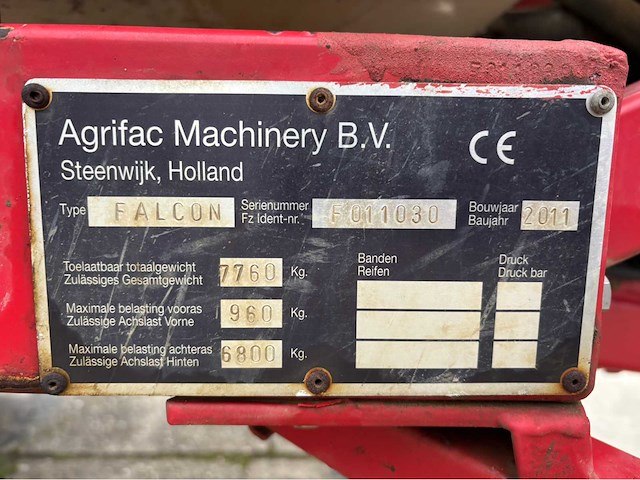 Agrifac Machinery B.V.
CE
Steenwijk, Holland
Type FALCON Serienummer Fz Ident-nr. F011030 Bouwjaar Baujahr 2011
Toelaatbaar totaalgewicht
Zulässiges Gesamtgewicht 7760 Kg.
Maximale belasting vooras
Zulässige Achslast Vorne 960 Kg.
Maximale belasting achteras
Zulässige Achslast Hinten 6800 Kg.
Banden
Reifen
Druck
Druck bar